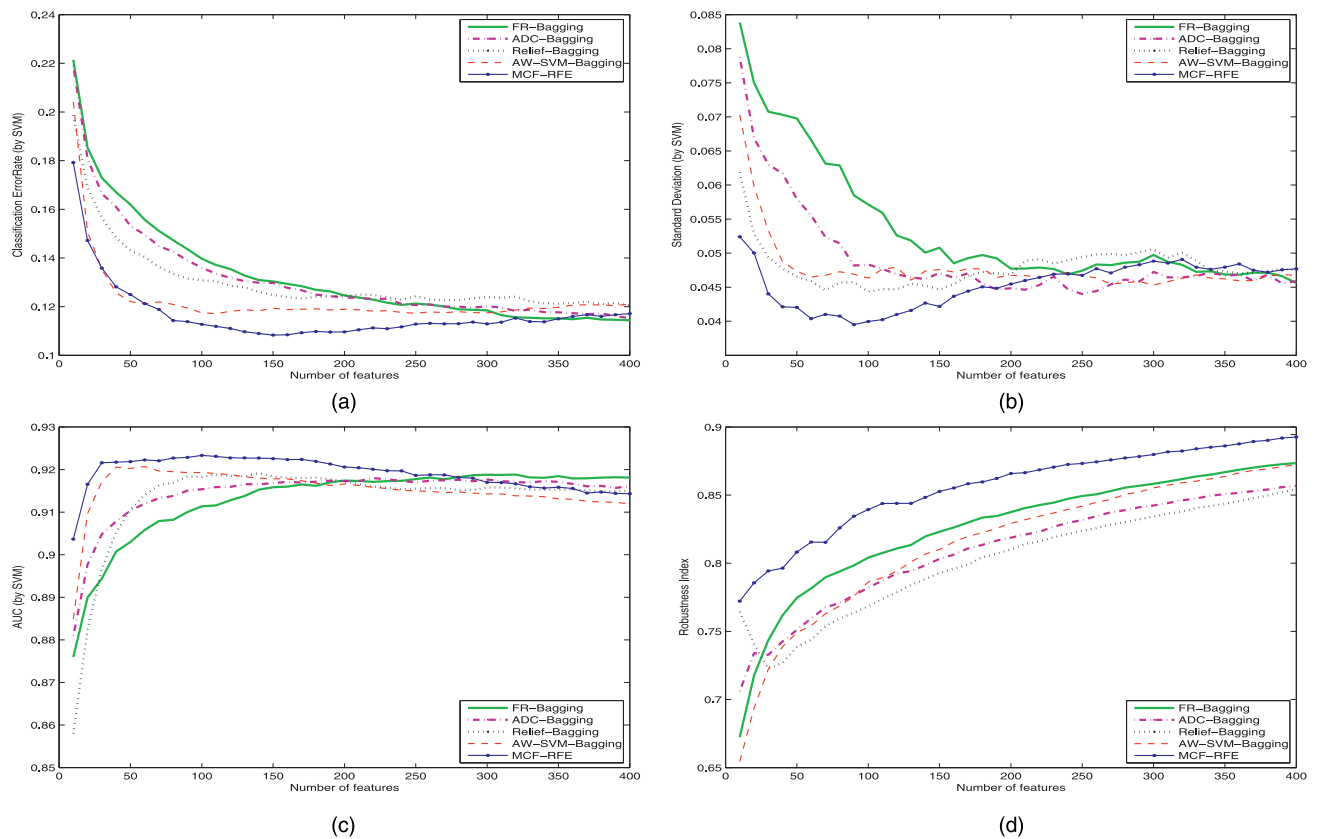 0.24
0.22
0.2
0.18
0.16
0.14
0.12
0.1
0 50 100 150 200 250 300 350 400
Classification ErrorRate (by SVM)
Number of features
FR-Bagging
ADC-Bagging
Relief-Bagging
AW-SVM-Bagging
MCF-RFE
(a)
0.085
0.08
0.075
0.07
0.065
0.06
0.055
0.05
0.045
0.04
0 50 100 150 200 250 300 350 400
Standard Deviation (by SVM)
Number of features
FR-Bagging
ADC-Bagging
Relief-Bagging
AW-SVM-Bagging
MCF-RFE
(b)
0.93
0.92
0.91
0.9
0.89
0.88
0.87
0.86
0.85
0 50 100 150 200 250 300 350 400
AUC (by SVM)
Number of features
FR-Bagging
ADC-Bagging
Relief-Bagging
AW-SVM-Bagging
MCF-RFE
(c)
0.9
0.85
0.8
0.75
0.7
0.65
0 50 100 150 200 250 300 350 400
Robustness Index
Number of features
FR-Bagging
ADC-Bagging
Relief-Bagging
AW-SVM-Bagging
MCF-RFE
(d)